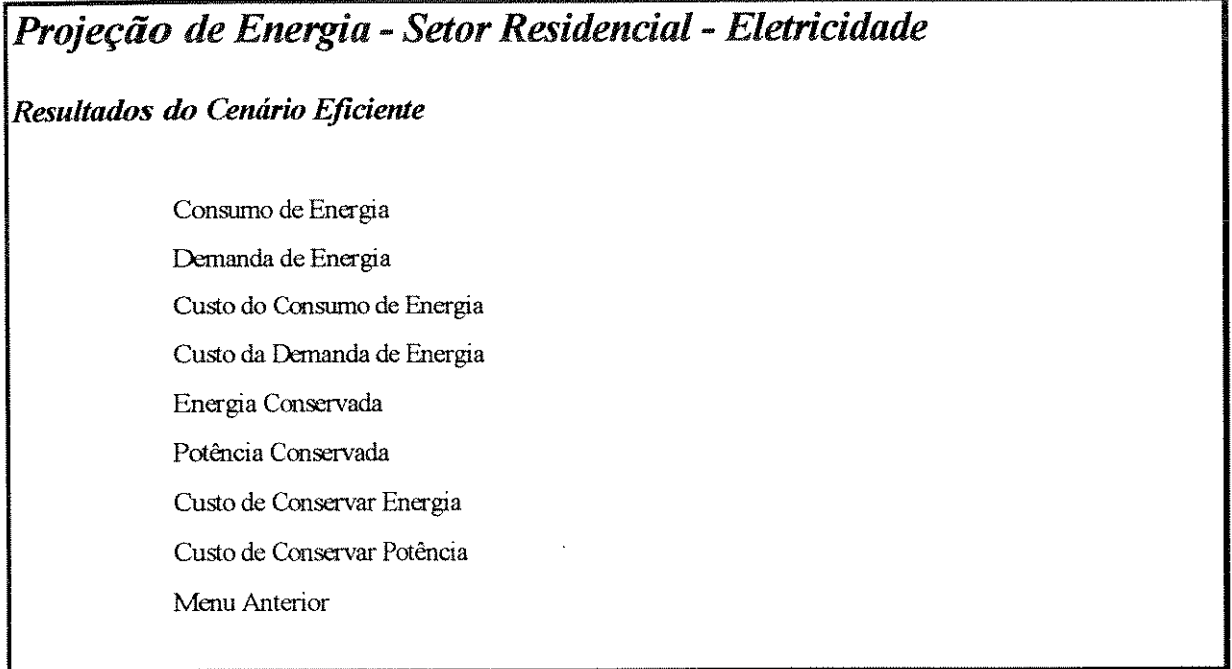 Projeção de Energia - Setor Residencial - Eletricidade
Resultados do Cenário Eficiente
Consumo de Energia
Demanda de Energia
Custo do Consumo de Energia
Custo da Demanda de Energia
Energia Conservada
Potência Conservada
Custo de Conservar Energia
Custo de Conservar Potência
Menu Anterior